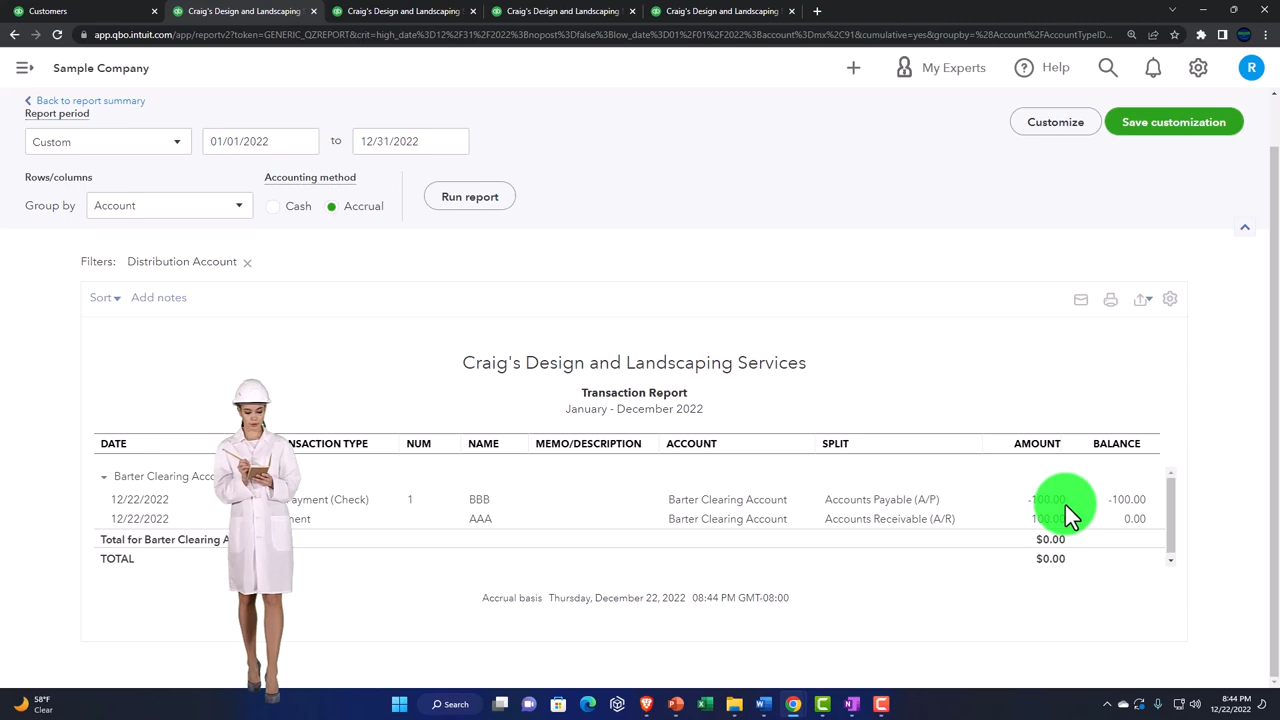 Customers
Craig's Design and Landscaping S
Craig's Design and Landscaping S
Craig's Design and Landscaping S
Craig's Design and Landscaping S
app.qbo.intuit.com/app/reportv2?token=GENERIC_QZREPORT&crit=high_date%3D12%2F31%2F2022%3Bnopost%3Dfalse%3Blow_date%3D01%2F01%2F2022%3Baccount%3Dmx%2C91&cumulative=yes&groupby=%28Account%2FAccountTypeID...
Sample Company
My Experts
Help
R
Back to report summary
Report period
Custom
01/01/2022
to
12/31/2022
Customize
Save customization
Rows/columns
Accounting method
Group by
Account
Cash
Accrual
Run report
Filters: Distribution Account
Sort
Add notes
Craig's Design and Landscaping Services
Transaction Report
January - December 2022
DATE NUM NAME MEMO/DESCRIPTION ACCOUNT SPLIT AMOUNT BALANCE
Barter Clearing
12/22/2022 (Check) 1 BBB Barter Clearing Account Accounts Payable (A/P) -100.00 -100.00
12/22/2022 AAA Barter Clearing Account Accounts Receivable (A/R) 0.00
Total for Barter Clearing $0.00
TOTAL $0.00
Accrual basis Thursday, December 22, 2022 08:44 PM GMT-08:00
58°F
Clear
Search
8:44 PM
12/22/2022